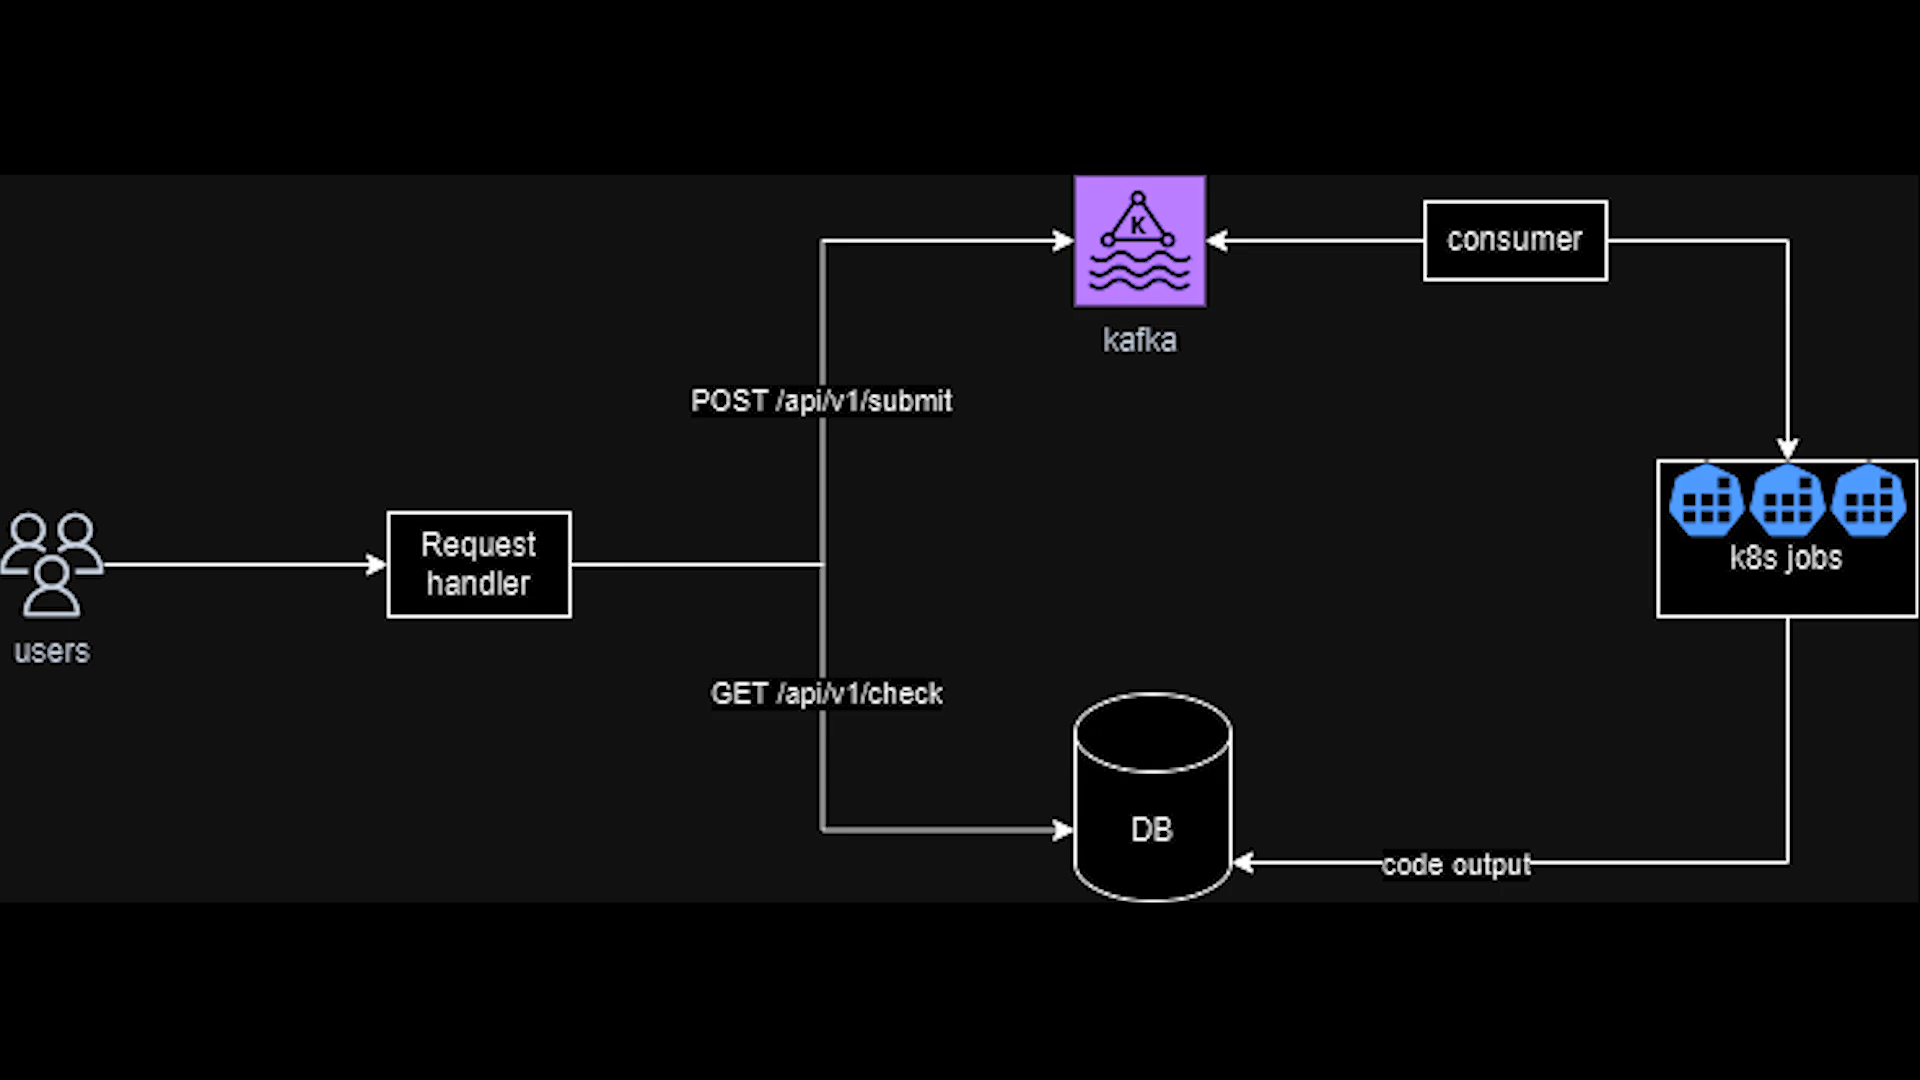 K
consumer
kafka
POST /api/v1/submit
Request
handler
k8s jobs
users
GET /api/v1/check
DB
code output